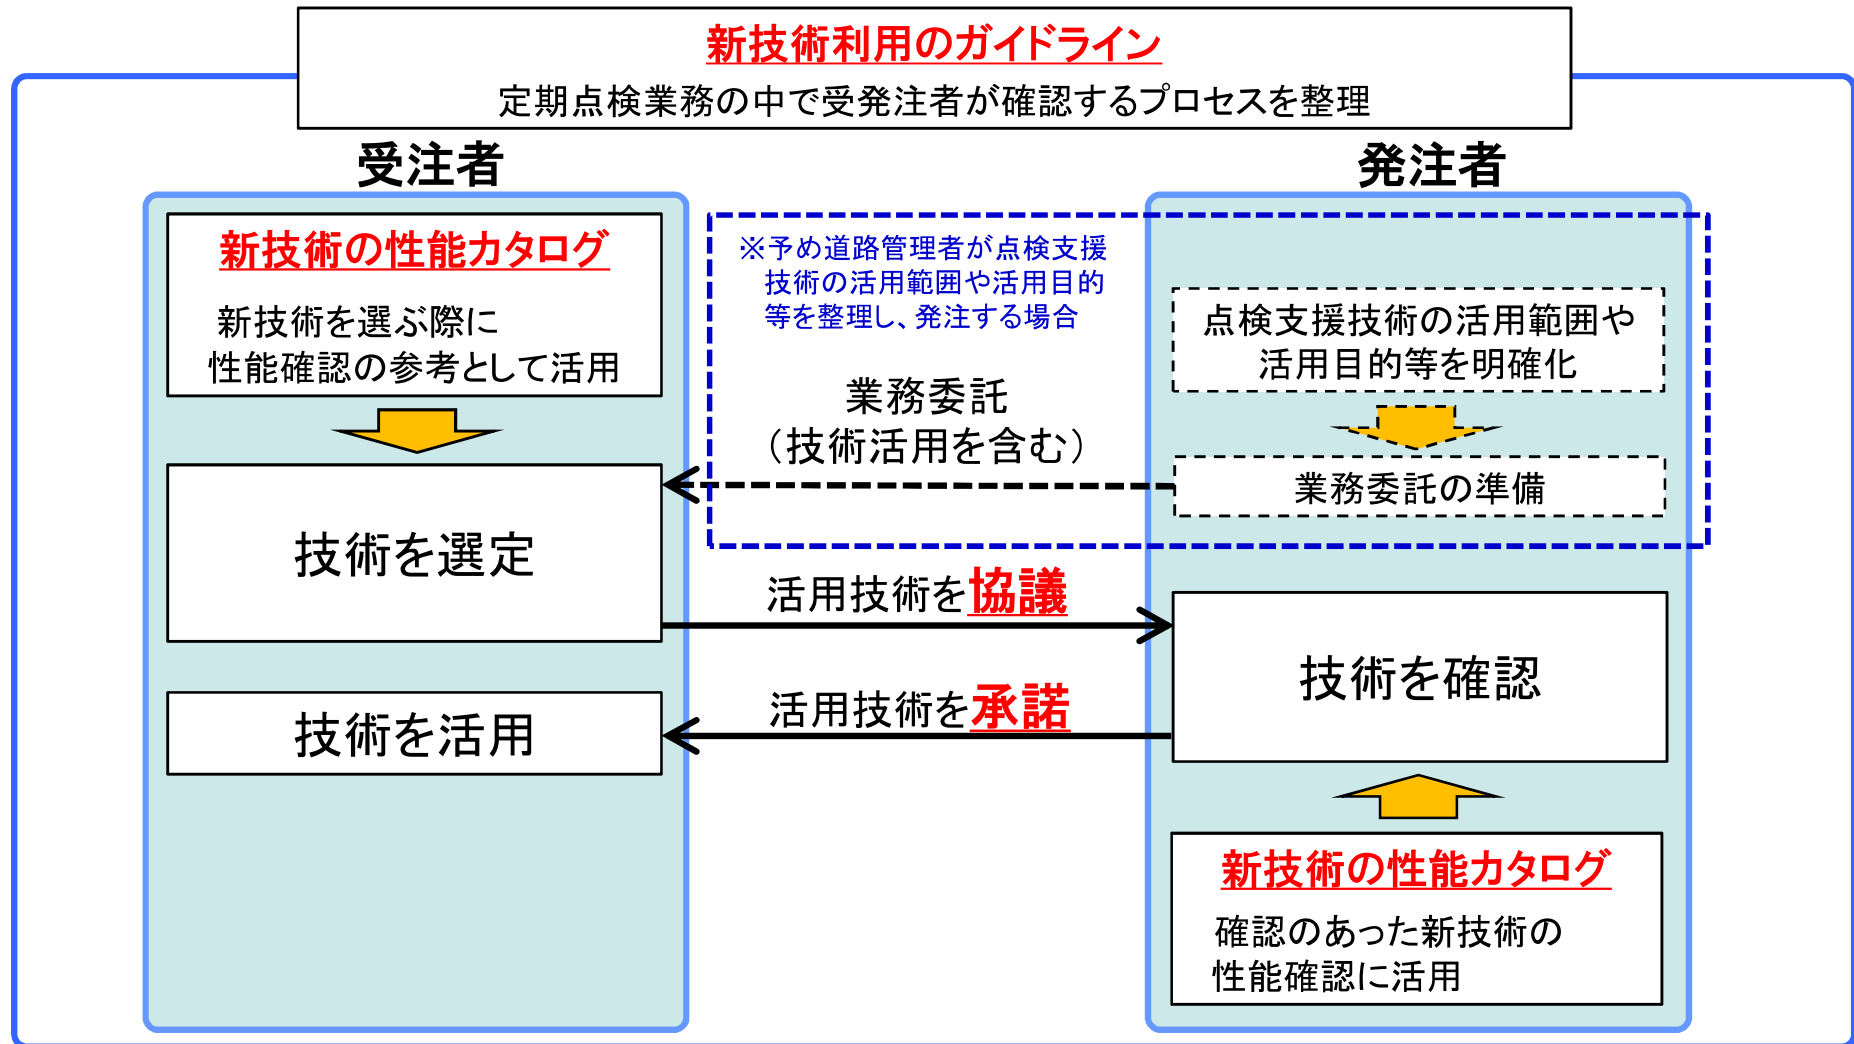 新技術利用のガイドライン
定期点検業務の中で受発注者が確認するプロセスを整理
受注者
発注者
新技術の性能カタログ
新技術を選ぶ際に
性能確認の参考として活用
※予め道路管理者が点検支援
技術の活用範囲や活用目的
等を整理し、発注する場合
点検支援技術の活用範囲や
活用目的等を明確化
業務委託
（技術活用を含む）
業務委託の準備
技術を選定
活用技術を協議
技術を確認
活用技術を承諾
技術を活用
新技術の性能カタログ
確認のあった新技術の
性能確認に活用